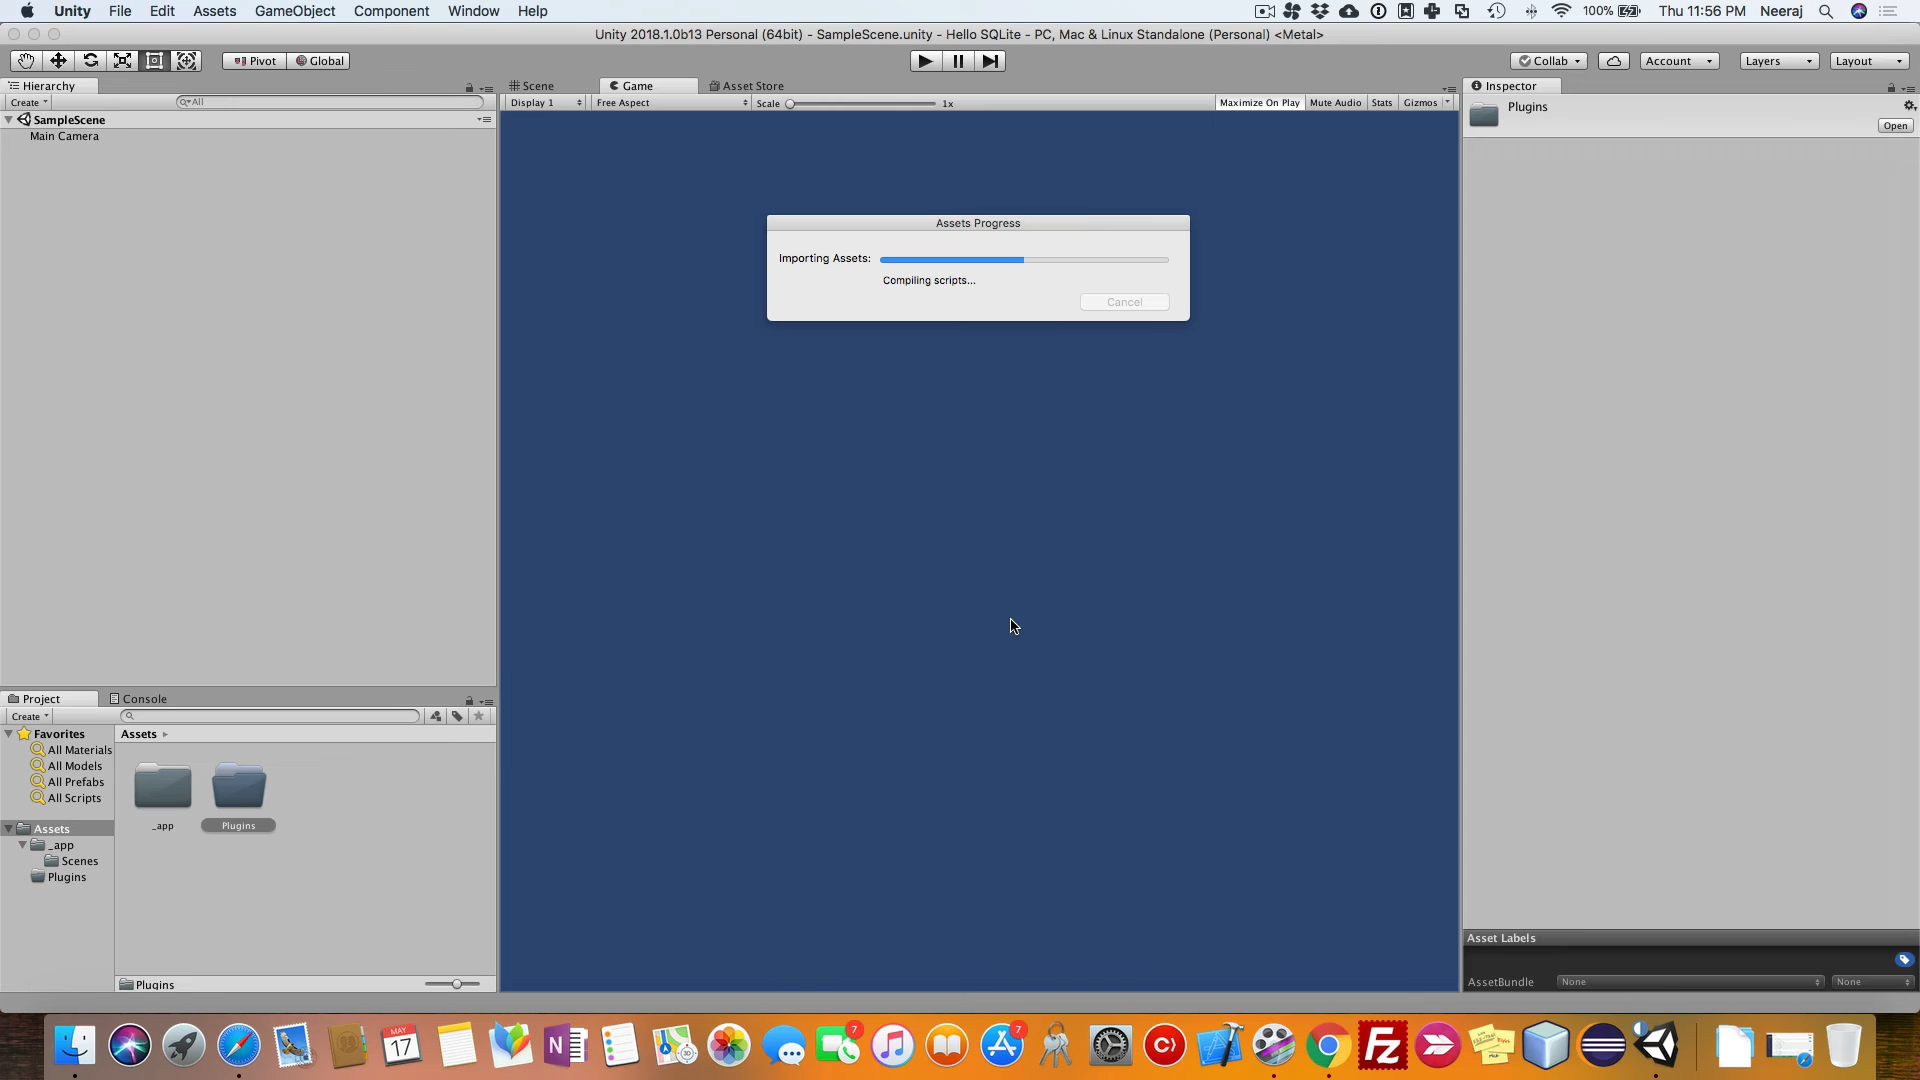 Unity File Edit Assets GameObject Component Window Help 100% Thu 11:56 PM Neeraj
Unity 2018.1.0b13 Personal (64bit) - SampleScene.unity - Hello SQLite - PC, Mac & Linux Standalone (Personal) <Metal>
Pivot Global Collab Account Layers Layout
Hierarchy Scene Game Asset Store Inspector
Create All Display 1 Free Aspect Scale 1x Maximize On Play Mute Audio Stats Gizmos Plugins
Open
SampleScene
Main Camera
Assets Progress
Importing Assets:
Compiling scripts...
Cancel
Project Console
Create
Favorites Assets
All Materials
All Models
All Prefabs
All Scripts
_app Plugins
Assets
_app
Scenes
Plugins
Asset Labels
Plugins AssetBundle None None
7 7
MAY
17